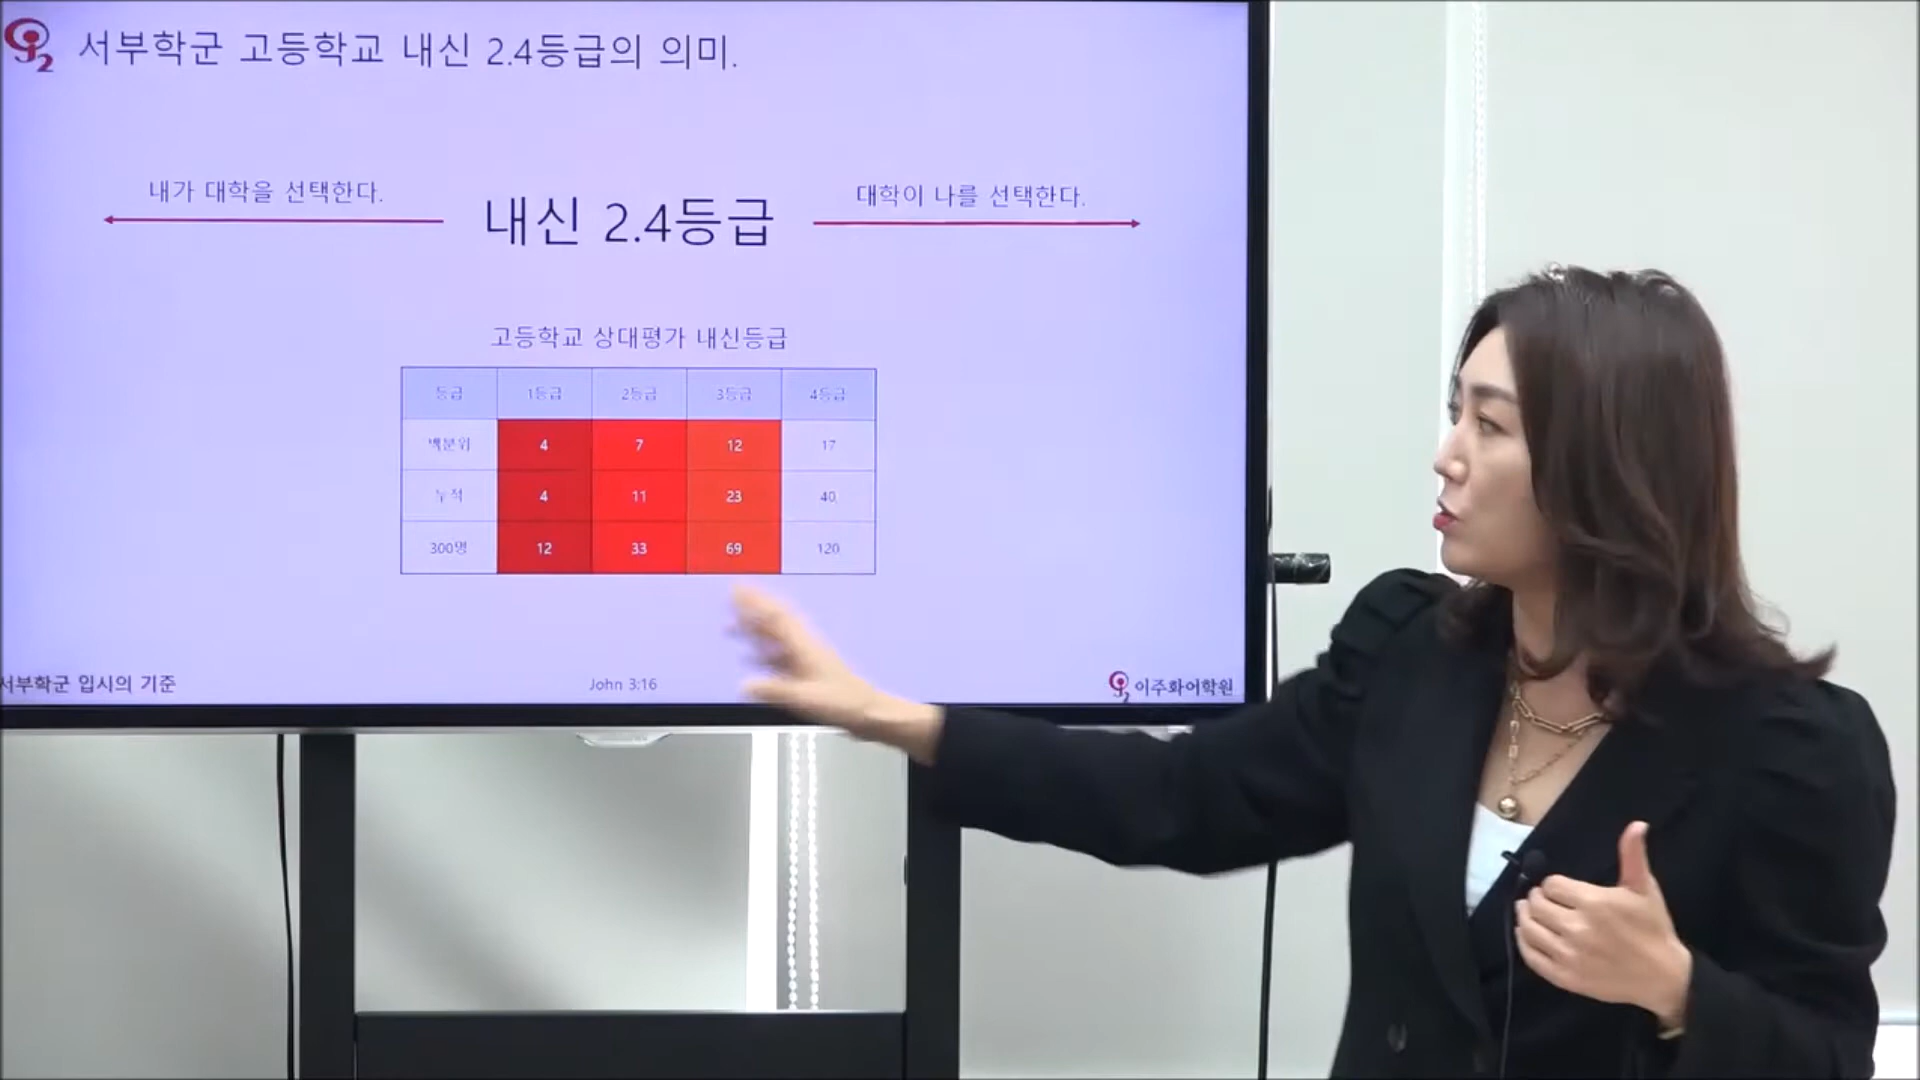 서부학군 고등학교 내신 2.4등급의 의미.
내가 대학을 선택한다.
내신 2.4등급
대학이 나를 선택한다.
고등학교 상대평가 내신등급
등급 1등급 2등급 3등급 4등급
백분위 4 7 12 17
누적 4 11 23 40
300명 12 33 69 120
서부학군 입시의 기준
John 3:16
이주화어학원